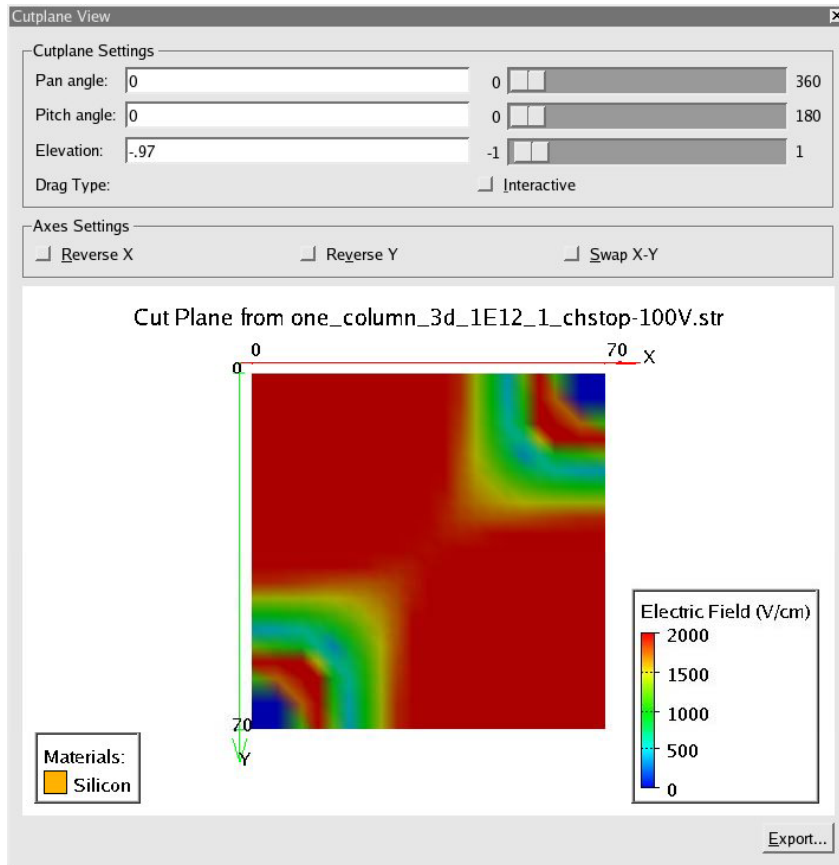 Cutplane View
Cutplane Settings
Pan angle: 0 0 360
Pitch angle: 0 0 180
Elevation: -.97 -1 1
Drag Type: Interactive
Axes Settings
Reverse X Reverse Y Swap X-Y
Cut Plane from one_column_3d_1E12_1_chstop-100V.str
0 70 X
0
70
Y
Electric Field (V/cm)
2000
1500
1000
500
0
Materials:
Silicon
Export...